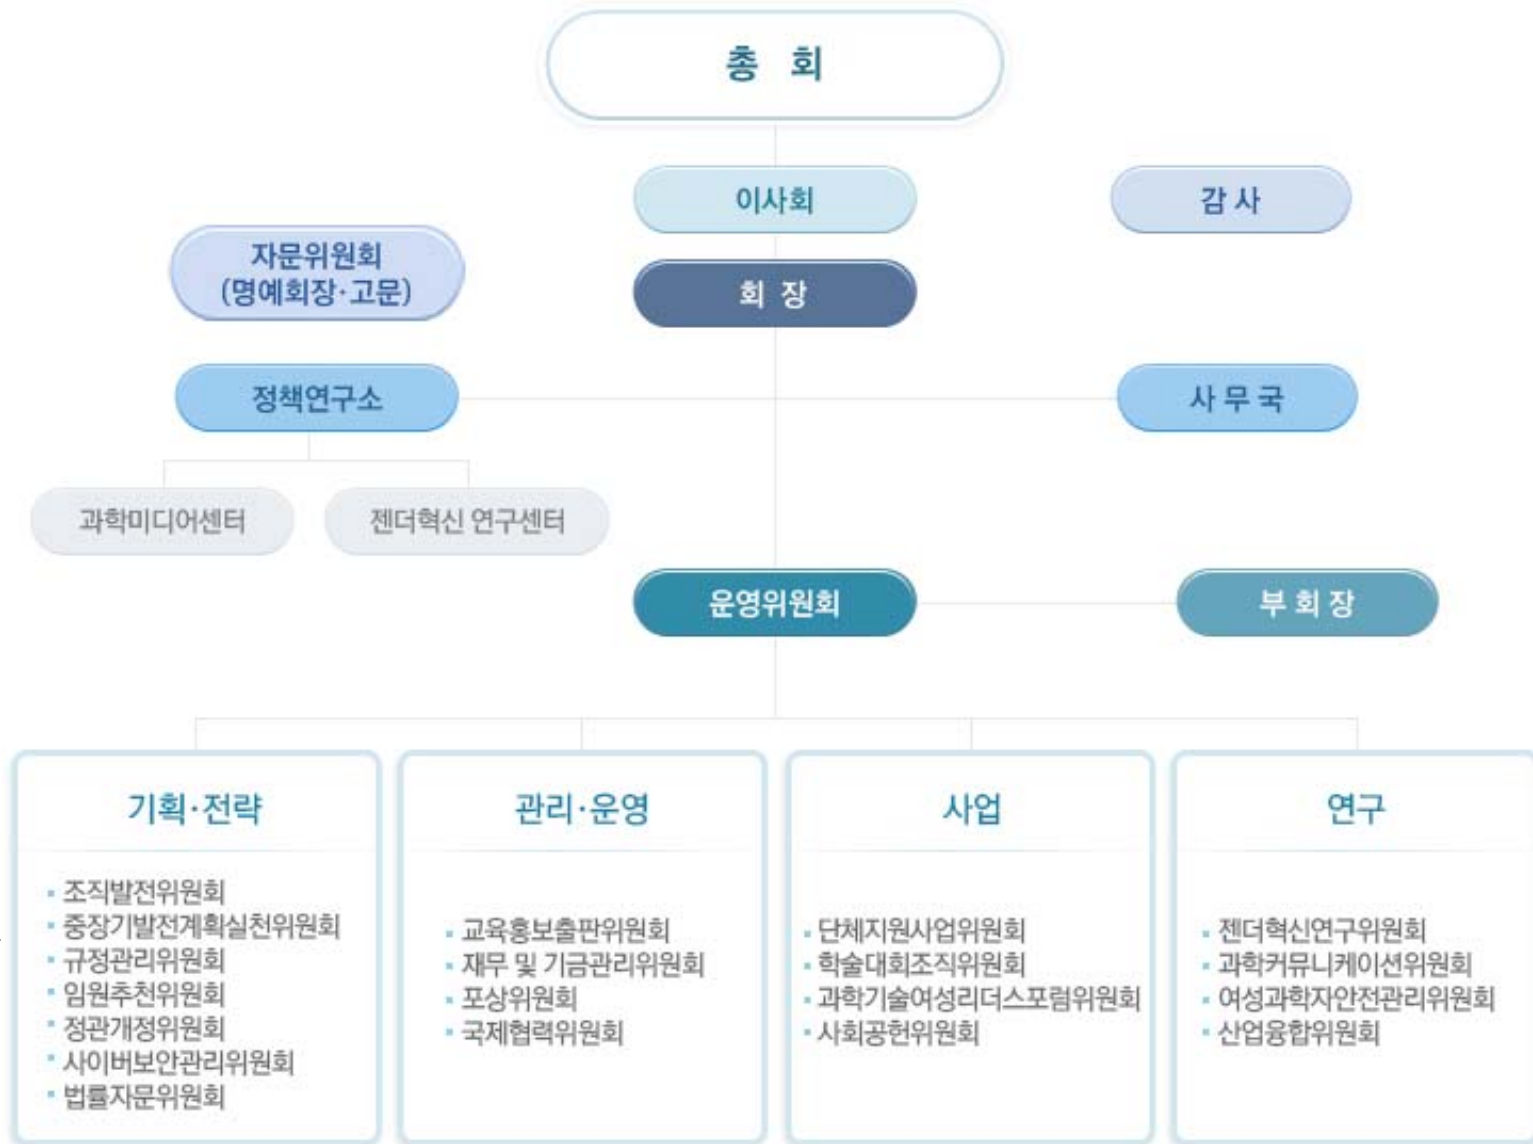 총 회
이사회
감 사
자문위원회
(명예회장·고문)
회 장
정책연구소
사 무 국
과학미디어센터
젠더혁신 연구센터
운영위원회
부 회 장
기획·전략
조직발전위원회
중장기발전계획실천위원회
규정관리위원회
임원추천위원회
정관개정위원회
사이버보안관리위원회
법률자문위원회
관리·운영
교육홍보출판위원회
재무 및 기금관리위원회
포상위원회
국제협력위원회
사업
단체지원사업위원회
학술대회조직위원회
과학기술여성리더스포럼위원회
사회공헌위원회
연구
젠더혁신연구위원회
과학커뮤니케이션위원회
여성과학자안전관리위원회
산업융합위원회